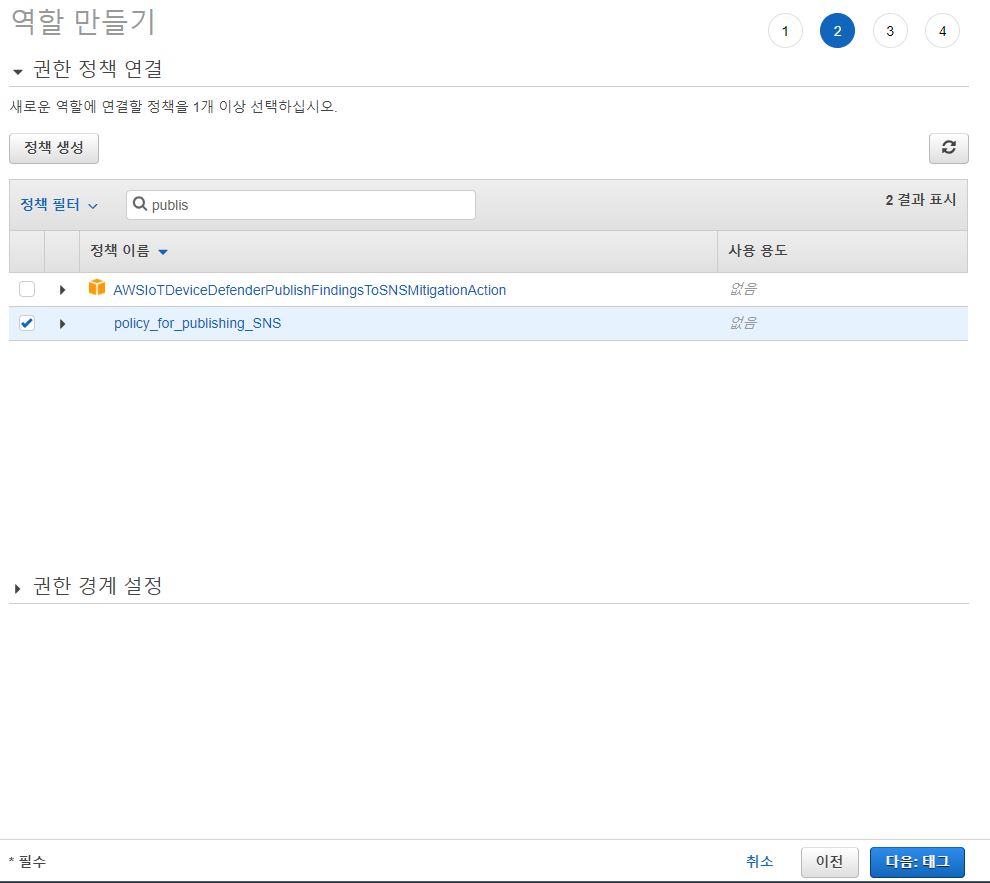 역할 만들기
1 2 3 4
권한 정책 연결
새로운 역할에 연결할 정책을 1개 이상 선택하십시오.
정책 생성
정책 필터 publis 2 결과 표시
정책 이름 사용 용도
AWSIoTDeviceDefenderPublishFindingsToSNSMitigationAction 없음
policy_for_publishing_SNS 없음
권한 경계 설정
* 필수 취소 이전 다음: 태그